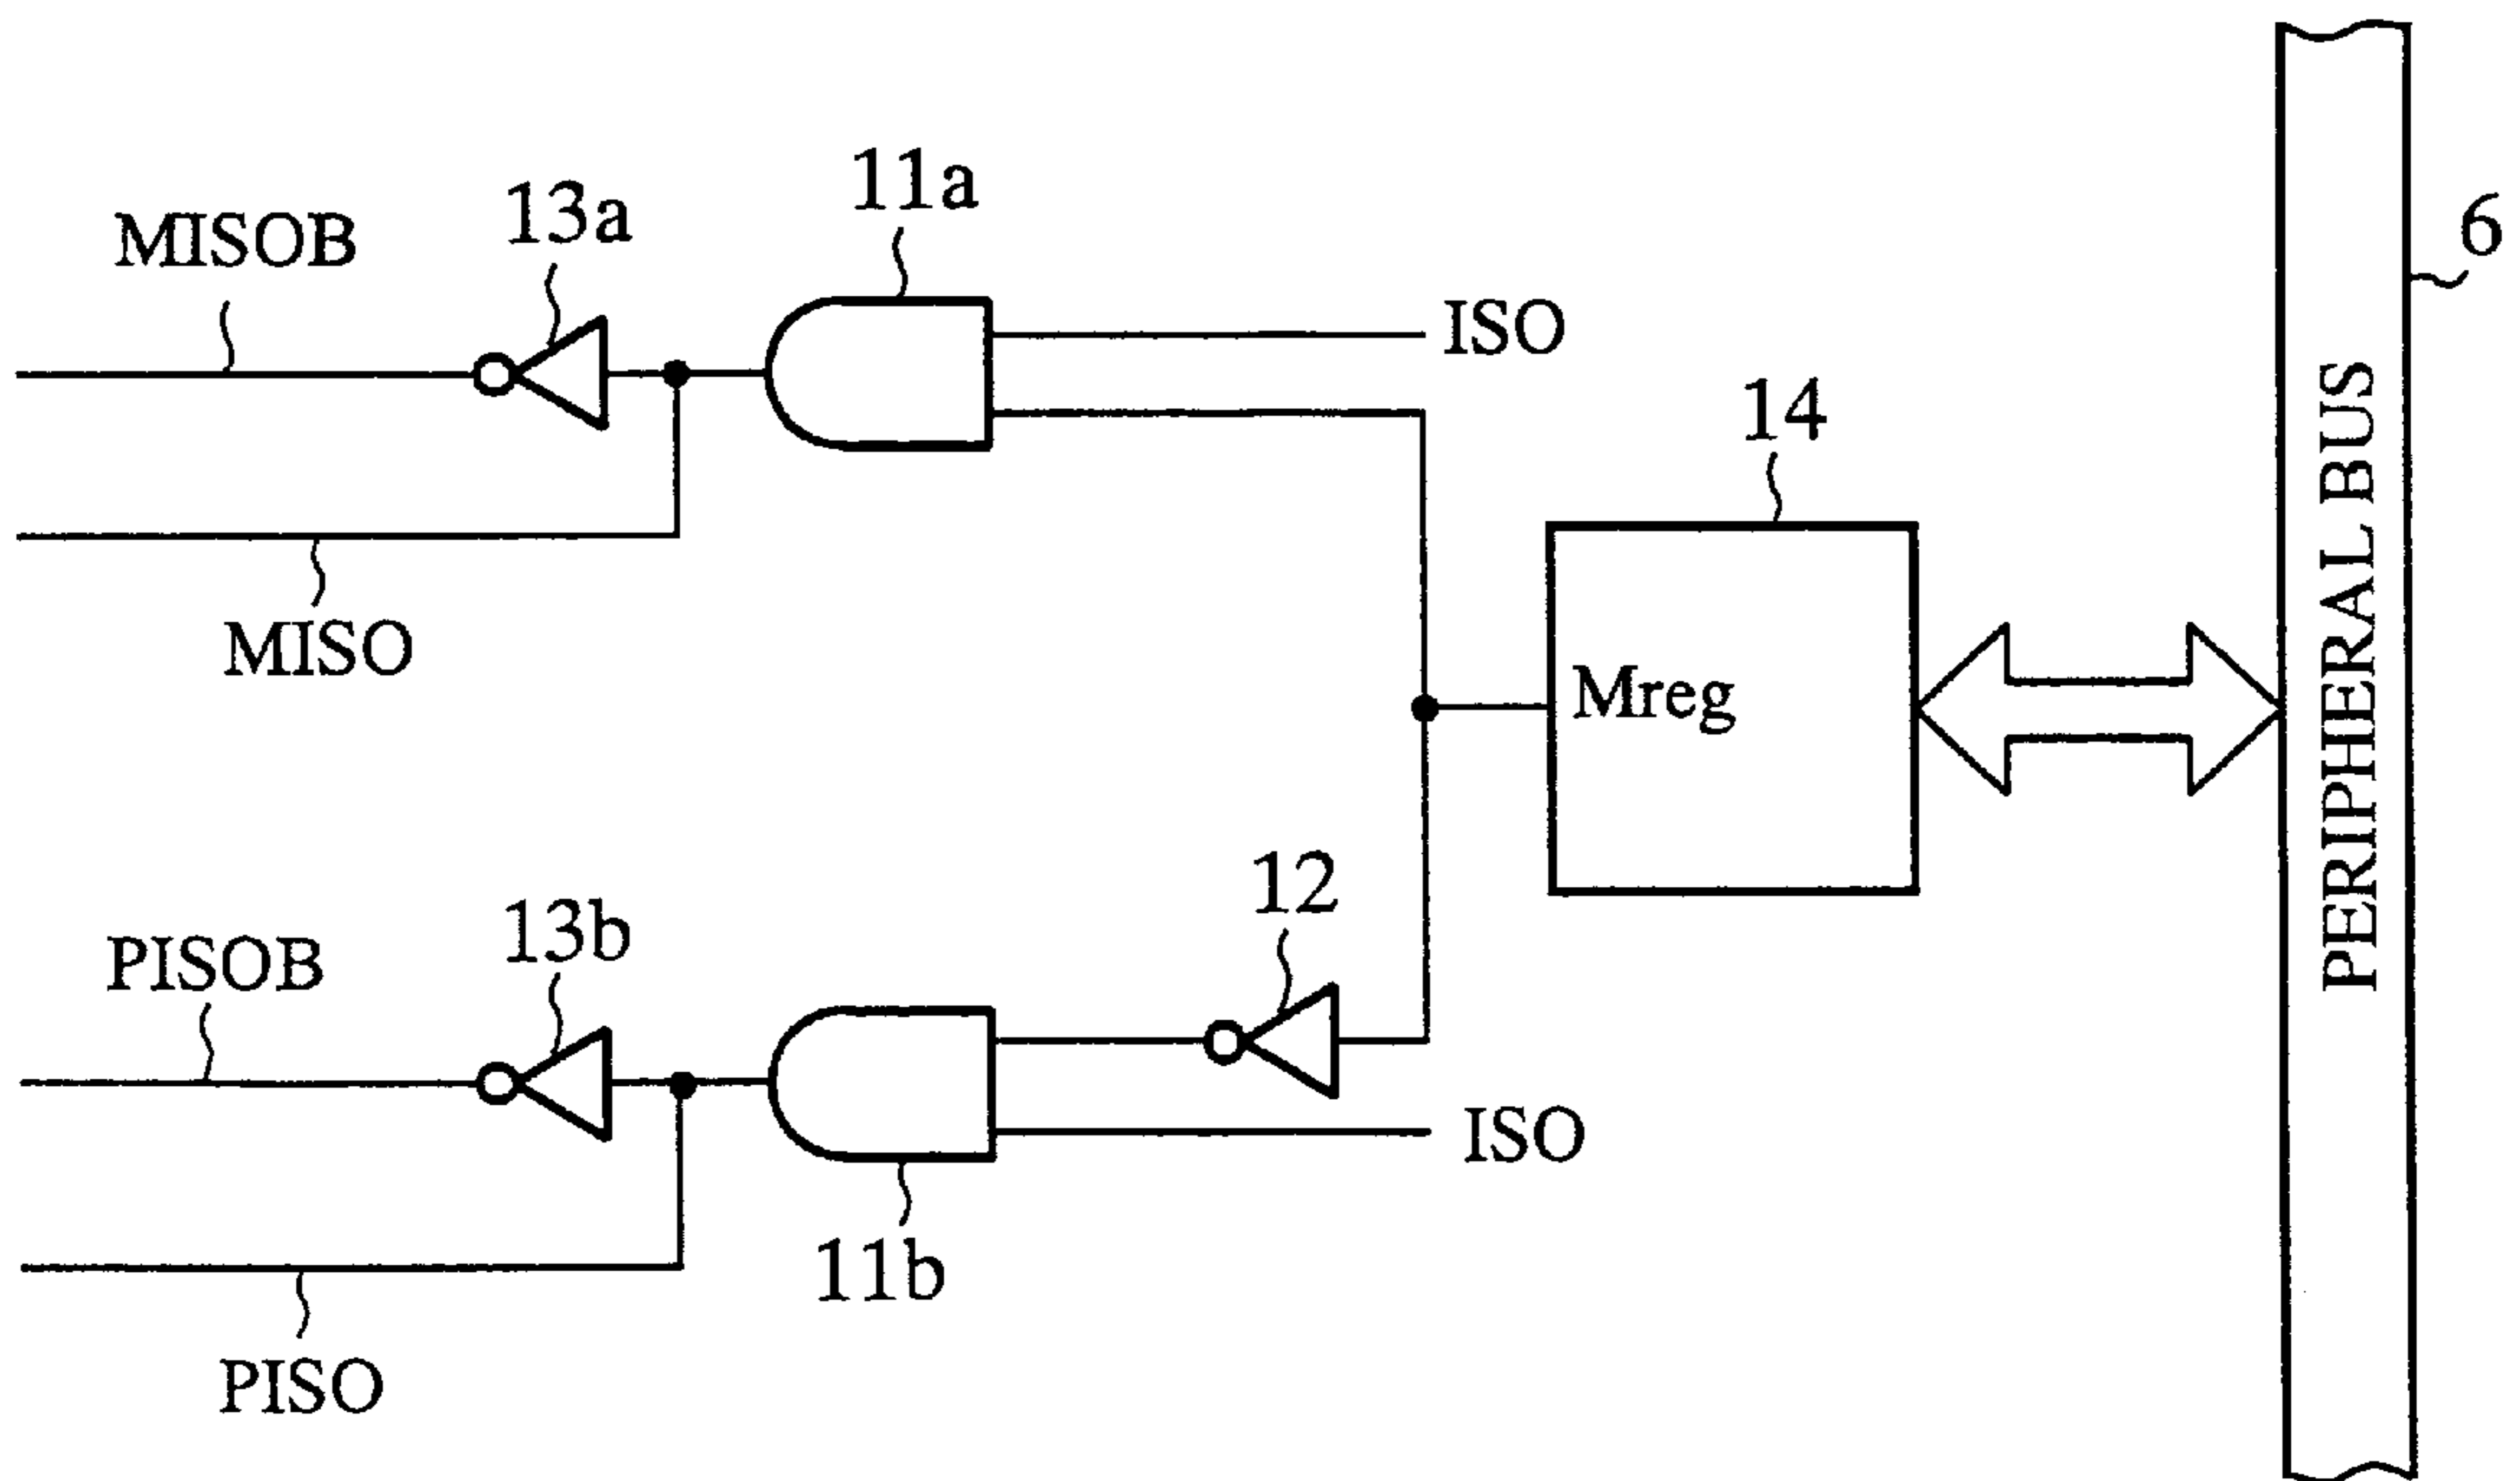 11a
13a
MISOB
6
ISO
14
MISO
Mreg
PERIPHERAL BUS
12
13b
PISOB
ISO
11b
PISO